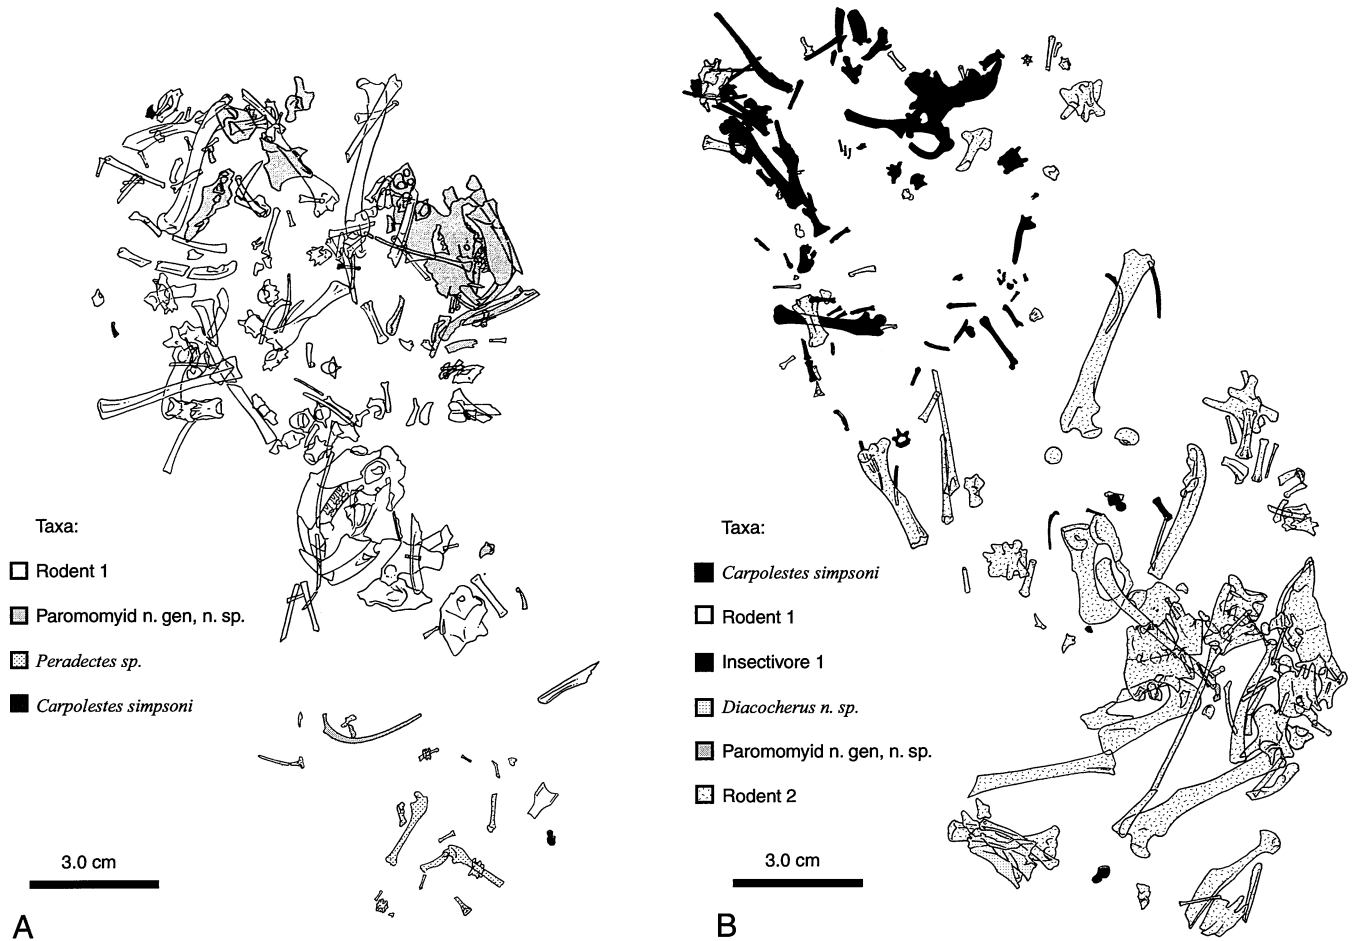 Taxa:
Rodent 1
Paromomyid n. gen, n. sp.
Peradectes sp.
Carpolestes simpsoni
3.0 cm
A
Taxa:
Carpolestes simpsoni
Rodent 1
Insectivore 1
Diacocherus n. sp.
Paromomyid n. gen, n. sp.
Rodent 2
3.0 cm
B